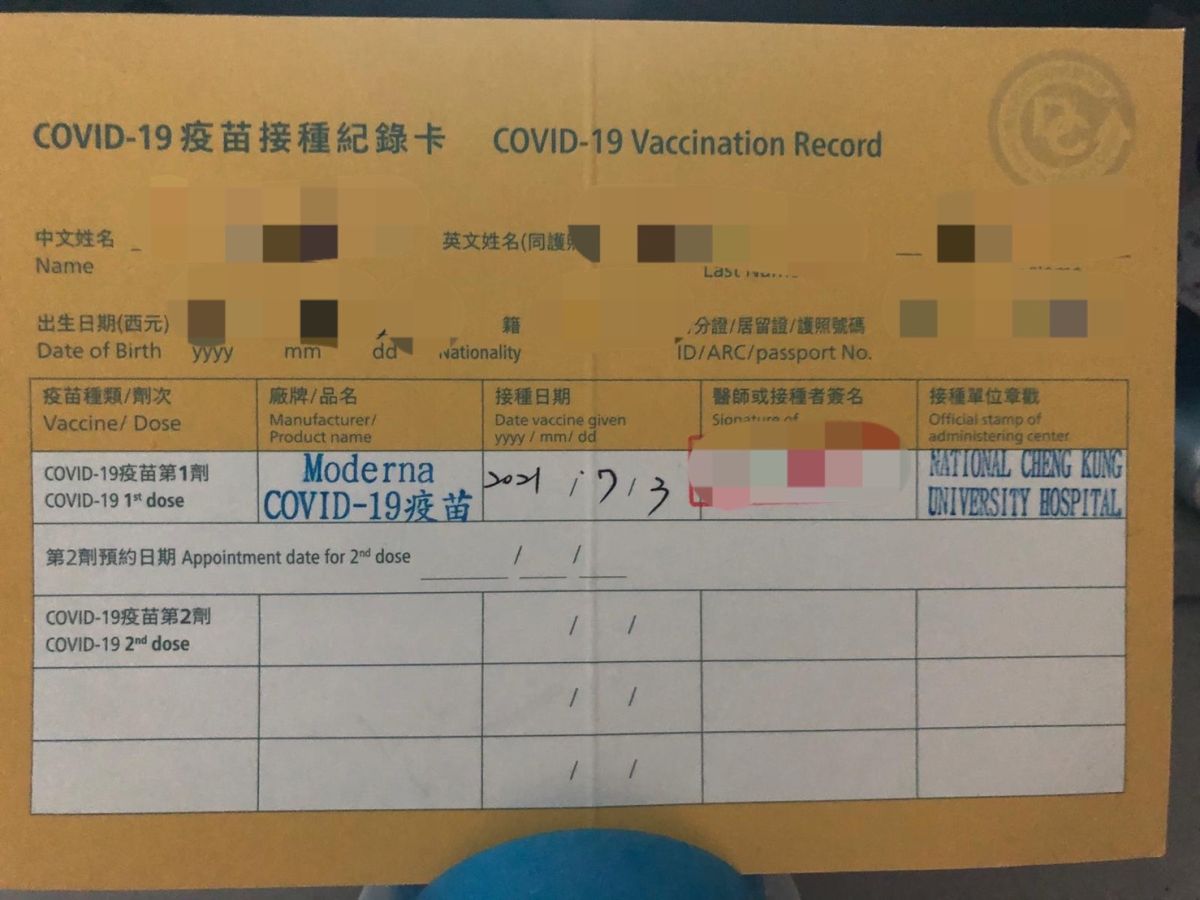 COVID-19疫苗接種紀錄卡 COVID-19 Vaccination Record
中文姓名
Name
英文姓名(同護照
Last Name
出生日期(西元)
Date of Birth yyyy mm dd
籍
Nationality
分證/居留證/護照號碼
ID/ARC/passport No.
疫苗種類/劑次
Vaccine/ Dose
廠牌/品名
Manufacturer/
Product name
接種日期
Date vaccine given
yyyy / mm/ dd
醫師或接種者簽名
Signature of
接種單位章戳
Official stamp of
administering center
COVID-19疫苗第1劑
COVID-19 1st dose
Moderna
COVID-19疫苗
2021 / 7 / 3
NATIONAL CHENG KUNG
UNIVERSITY HOSPITAL
第2劑預約日期 Appointment date for 2nd dose / /
COVID-19疫苗第2劑
COVID-19 2nd dose
/ /
/ /
/ /